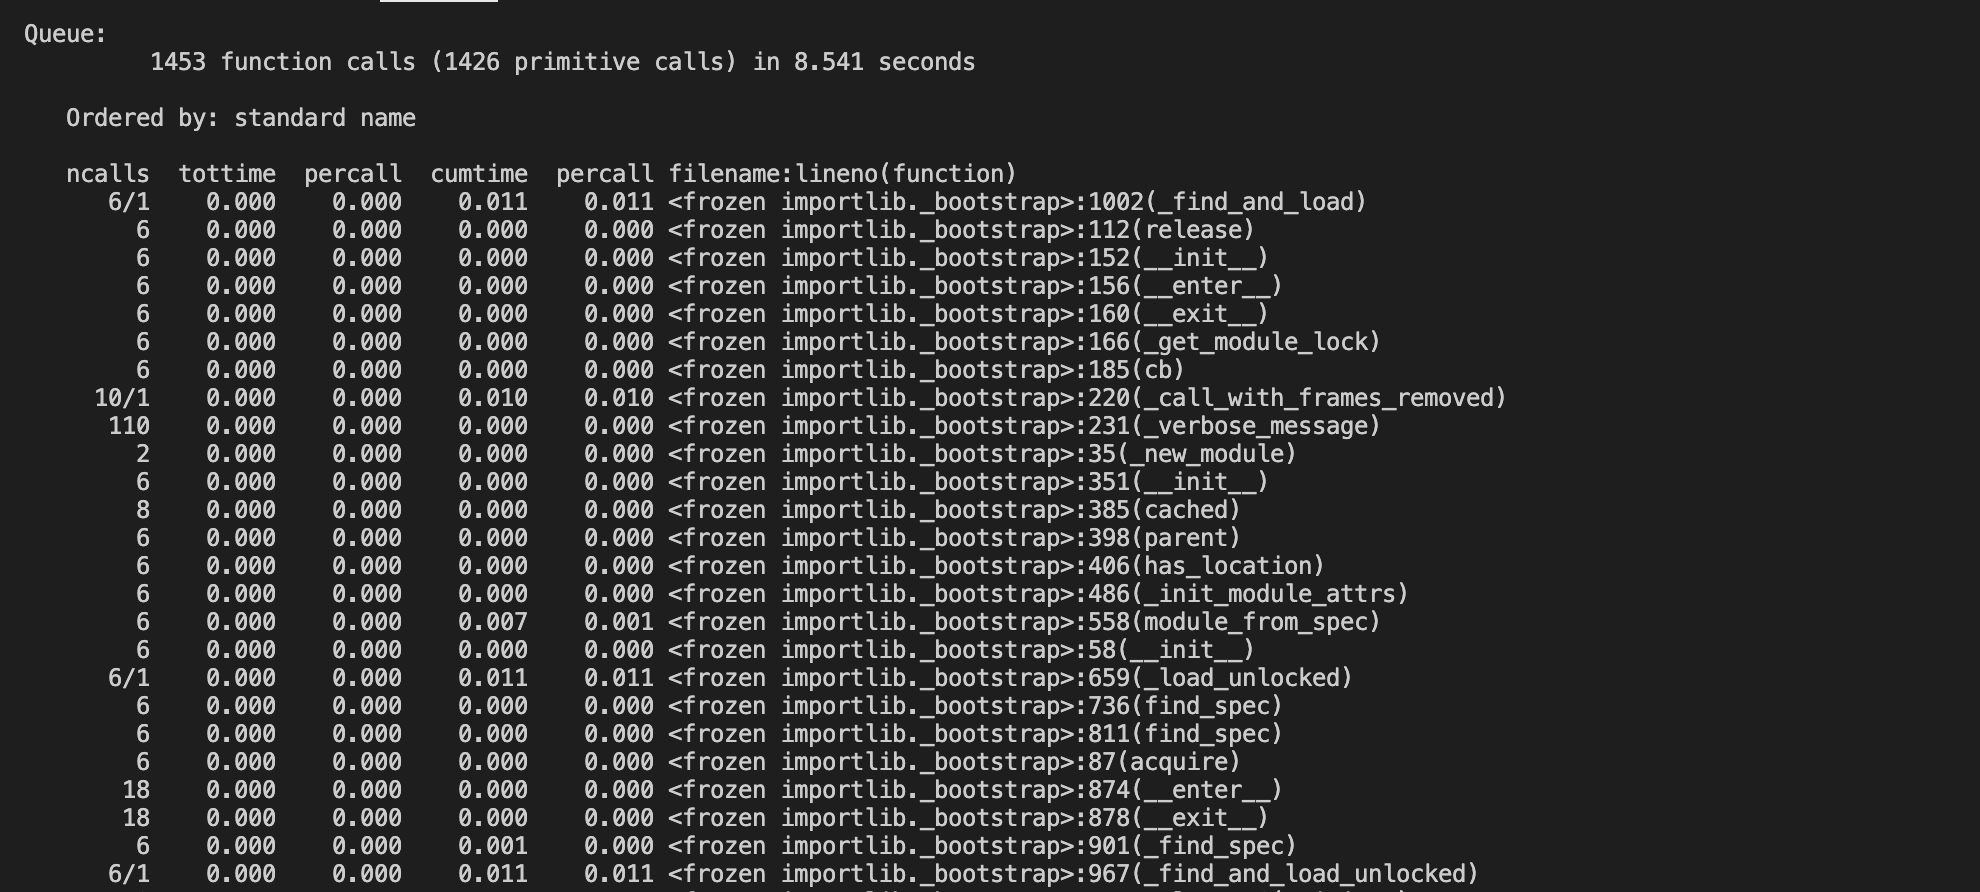 Queue:
1453 function calls (1426 primitive calls) in 8.541 seconds
Ordered by: standard name
ncalls  tottime  percall  cumtime  percall filename:lineno(function)
6/1    0.000    0.000    0.011    0.011 <frozen importlib._bootstrap>:1002(_find_and_load)
6    0.000    0.000    0.000    0.000 <frozen importlib._bootstrap>:112(release)
6    0.000    0.000    0.000    0.000 <frozen importlib._bootstrap>:152(__init__)
6    0.000    0.000    0.000    0.000 <frozen importlib._bootstrap>:156(__enter__)
6    0.000    0.000    0.000    0.000 <frozen importlib._bootstrap>:160(__exit__)
6    0.000    0.000    0.000    0.000 <frozen importlib._bootstrap>:166(_get_module_lock)
6    0.000    0.000    0.000    0.000 <frozen importlib._bootstrap>:185(cb)
10/1    0.000    0.000    0.010    0.010 <frozen importlib._bootstrap>:220(_call_with_frames_removed)
110    0.000    0.000    0.000    0.000 <frozen importlib._bootstrap>:231(_verbose_message)
2    0.000    0.000    0.000    0.000 <frozen importlib._bootstrap>:35(_new_module)
6    0.000    0.000    0.000    0.000 <frozen importlib._bootstrap>:351(__init__)
8    0.000    0.000    0.000    0.000 <frozen importlib._bootstrap>:385(cached)
6    0.000    0.000    0.000    0.000 <frozen importlib._bootstrap>:398(parent)
6    0.000    0.000    0.000    0.000 <frozen importlib._bootstrap>:406(has_location)
6    0.000    0.000    0.000    0.000 <frozen importlib._bootstrap>:486(_init_module_attrs)
6    0.000    0.000    0.007    0.001 <frozen importlib._bootstrap>:558(module_from_spec)
6    0.000    0.000    0.000    0.000 <frozen importlib._bootstrap>:58(__init__)
6/1    0.000    0.000    0.011    0.011 <frozen importlib._bootstrap>:659(_load_unlocked)
6    0.000    0.000    0.000    0.000 <frozen importlib._bootstrap>:736(find_spec)
6    0.000    0.000    0.000    0.000 <frozen importlib._bootstrap>:811(find_spec)
6    0.000    0.000    0.000    0.000 <frozen importlib._bootstrap>:87(acquire)
18    0.000    0.000    0.000    0.000 <frozen importlib._bootstrap>:874(__enter__)
18    0.000    0.000    0.000    0.000 <frozen importlib._bootstrap>:878(__exit__)
6    0.000    0.000    0.001    0.000 <frozen importlib._bootstrap>:901(_find_spec)
6/1    0.000    0.000    0.011    0.011 <frozen importlib._bootstrap>:967(_find_and_load_unlocked)